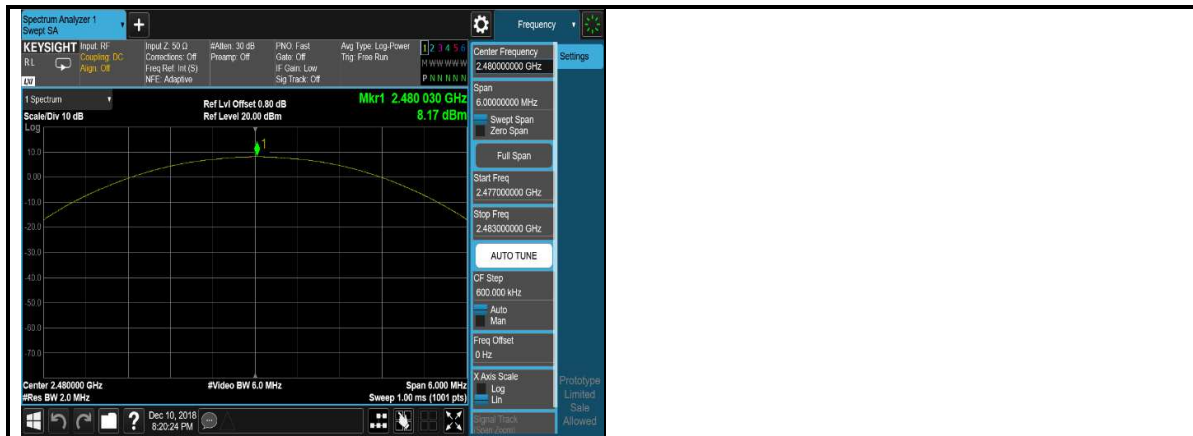 Spectrum Analyzer 1
Swept SA
+
Frequency
KEYSIGHT
RL
LXI
Input: RF
Coupling: DC
Align: Off
Input Z: 50 Ω
Corrections: Off
Freq Ref: Int (S)
NFE: Adaptive
#Atten: 30 dB
Preamp: Off
PNO: Fast
Gate: Off
IF Gain: Low
Sig Track: Off
Avg Type: Log-Power
Trig: Free Run
1 2 3 4 5 6
M W W W W W
P N N N N N
1 Spectrum
Scale/Div 10 dB
Log
Ref Lvl Offset 0.80 dB
Ref Level 20.00 dBm
Mkr1 2.480 030 GHz
8.17 dBm
1
10.0
0.00
-10.0
-20.0
-30.0
-40.0
-50.0
-60.0
-70.0
Center 2.480000 GHz
#Res BW 2.0 MHz
#Video BW 6.0 MHz
Span 6.000 MHz
Sweep 1.00 ms (1001 pts)
?
Dec 10, 2018
8:20:24 PM
Center Frequency
2.480000000 GHz
Span
6.00000000 MHz
Swept Span
Zero Span
Full Span
Start Freq
2.477000000 GHz
Stop Freq
2.483000000 GHz
AUTO TUNE
CF Step
600.000 kHz
Auto
Man
Freq Offset
0 Hz
X Axis Scale
Log
Lin
Signal Track
(Span Zoom)
Settings
Prototype
Limited
Sale
Allowed